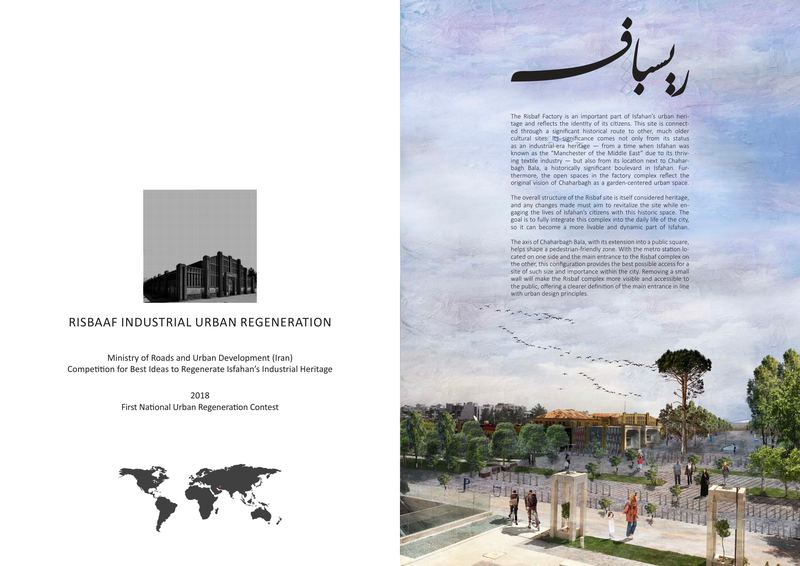 RISBAAF INDUSTRIAL URBAN REGENERATION
Ministry of Roads and Urban Development (Iran)
Competition for Best Ideas to Regenerate Isfahan's Industrial Heritage
2018
First National Urban Regeneration Contest
ریسباف
The Risbaf Factory is an important part of Isfahan's urban heri-
tage and reflects the identity of its citizens. This site is connect-
ed through a significant historical route to other, much older
cultural sites. Its significance comes not only from its status
as an industrial-era heritage — from a time when Isfahan was
known as the "Manchester of the Middle East" due to its thriv-
ing textile industry — but also from its location next to Chahar-
bagh Bala, a historically significant boulevard in Isfahan. Fur-
thermore, the open spaces in the factory complex reflect the
original vision of Chaharbagh as a garden-centered urban space.
The overall structure of the Risbaf site is itself considered heritage,
and any changes made must aim to revitalize the site while en-
gaging the lives of Isfahan's citizens with this historic space. The
goal is to fully integrate this complex into the daily life of the city,
so it can become a more livable and dynamic part of Isfahan.
The axis of Chaharbagh Bala, with its extension into a public square,
helps shape a pedestrian-friendly zone. With the metro station lo-
cated on one side and the main entrance to the Risbaf complex on
the other, this configuration provides the best possible access for a
site of such size and importance within the city. Removing a small
wall will make the Risbaf complex more visible and accessible to
the public, offering a clearer definition of the main entrance in line
with urban design principles.
P